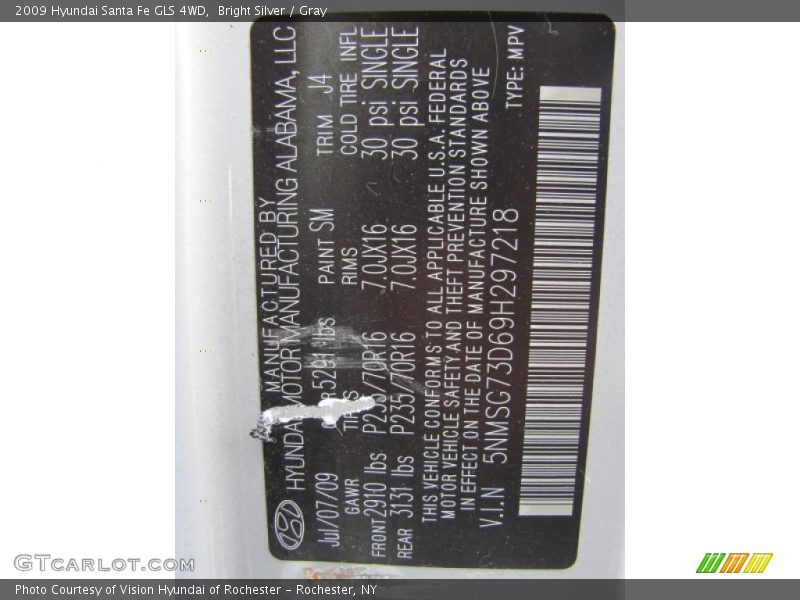 2009 Hyundai Santa Fe GLS 4WD, Bright Silver / Gray
MANUFACTURED BY
HYUNDAI MOTOR MANUFACTURING ALABAMA, LLC
Jul/07/09 PAINT SM TRIM J4
GAWR TIRES RIMS COLD TIRE INFL
FRONT 2910 lbs P235/70R16 7.0JX16 30 psi SINGLE
REAR 3131 lbs P235/70R16 7.0JX16 30 psi SINGLE
THIS VEHICLE CONFORMS TO ALL APPLICABLE U.S.A. FEDERAL
MOTOR VEHICLE SAFETY AND THEFT PREVENTION STANDARDS
IN EFFECT ON THE DATE OF MANUFACTURE SHOWN ABOVE
V.I.N 5NMSG73D69H297218 TYPE: MPV
GTCarlot.com
Photo Courtesy of Vision Hyundai of Rochester - Rochester, NY